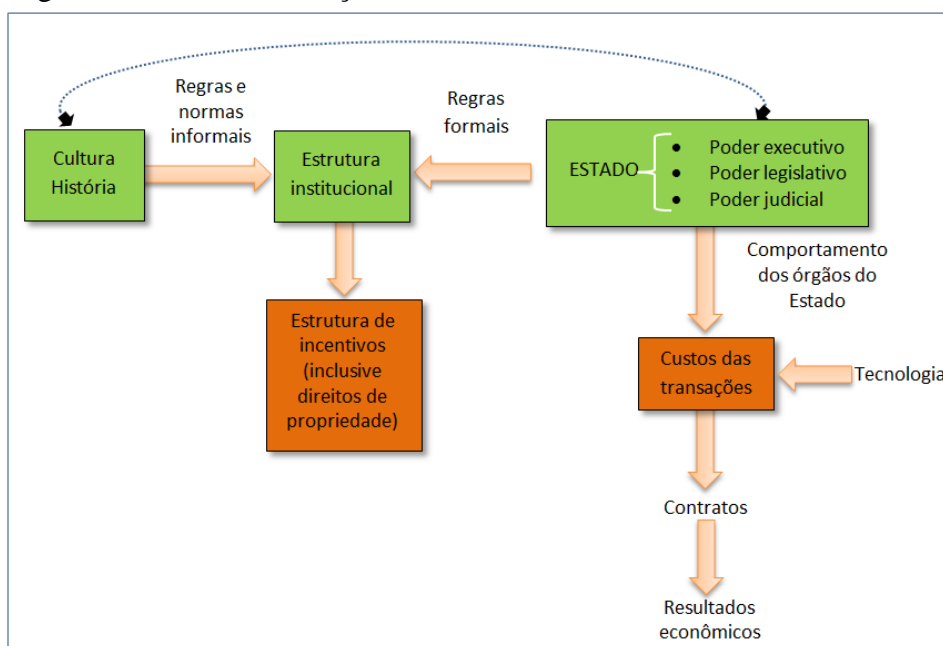 Regras e
normas
informais
Regras
formais
Cultura
História
Estrutura
institucional
ESTADO
• Poder executivo
• Poder legislativo
• Poder judicial
Comportamento
dos órgãos do
Estado
Estrutura de
incentivos
(inclusive
direitos de
propriedade)
Custos das
transações
Tecnologia
Contratos
Resultados
econômicos